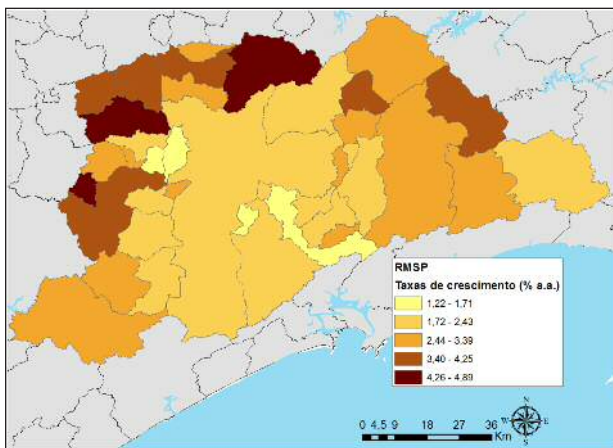 RMSP
Taxas de crescimento (% a.a.)
1,22 - 1,71
1,72 - 2,43
2,44 - 3,39
3,40 - 4,25
4,26 - 4,89
N
W E
S
0 4.5 9 18 27 36
Km